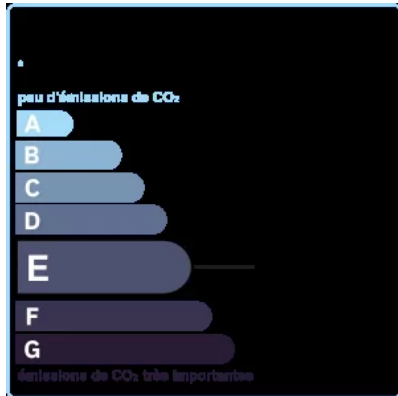 peu d'émissions de CO₂
A
B
C
D
E
F
G
émissions de CO₂ très importantes